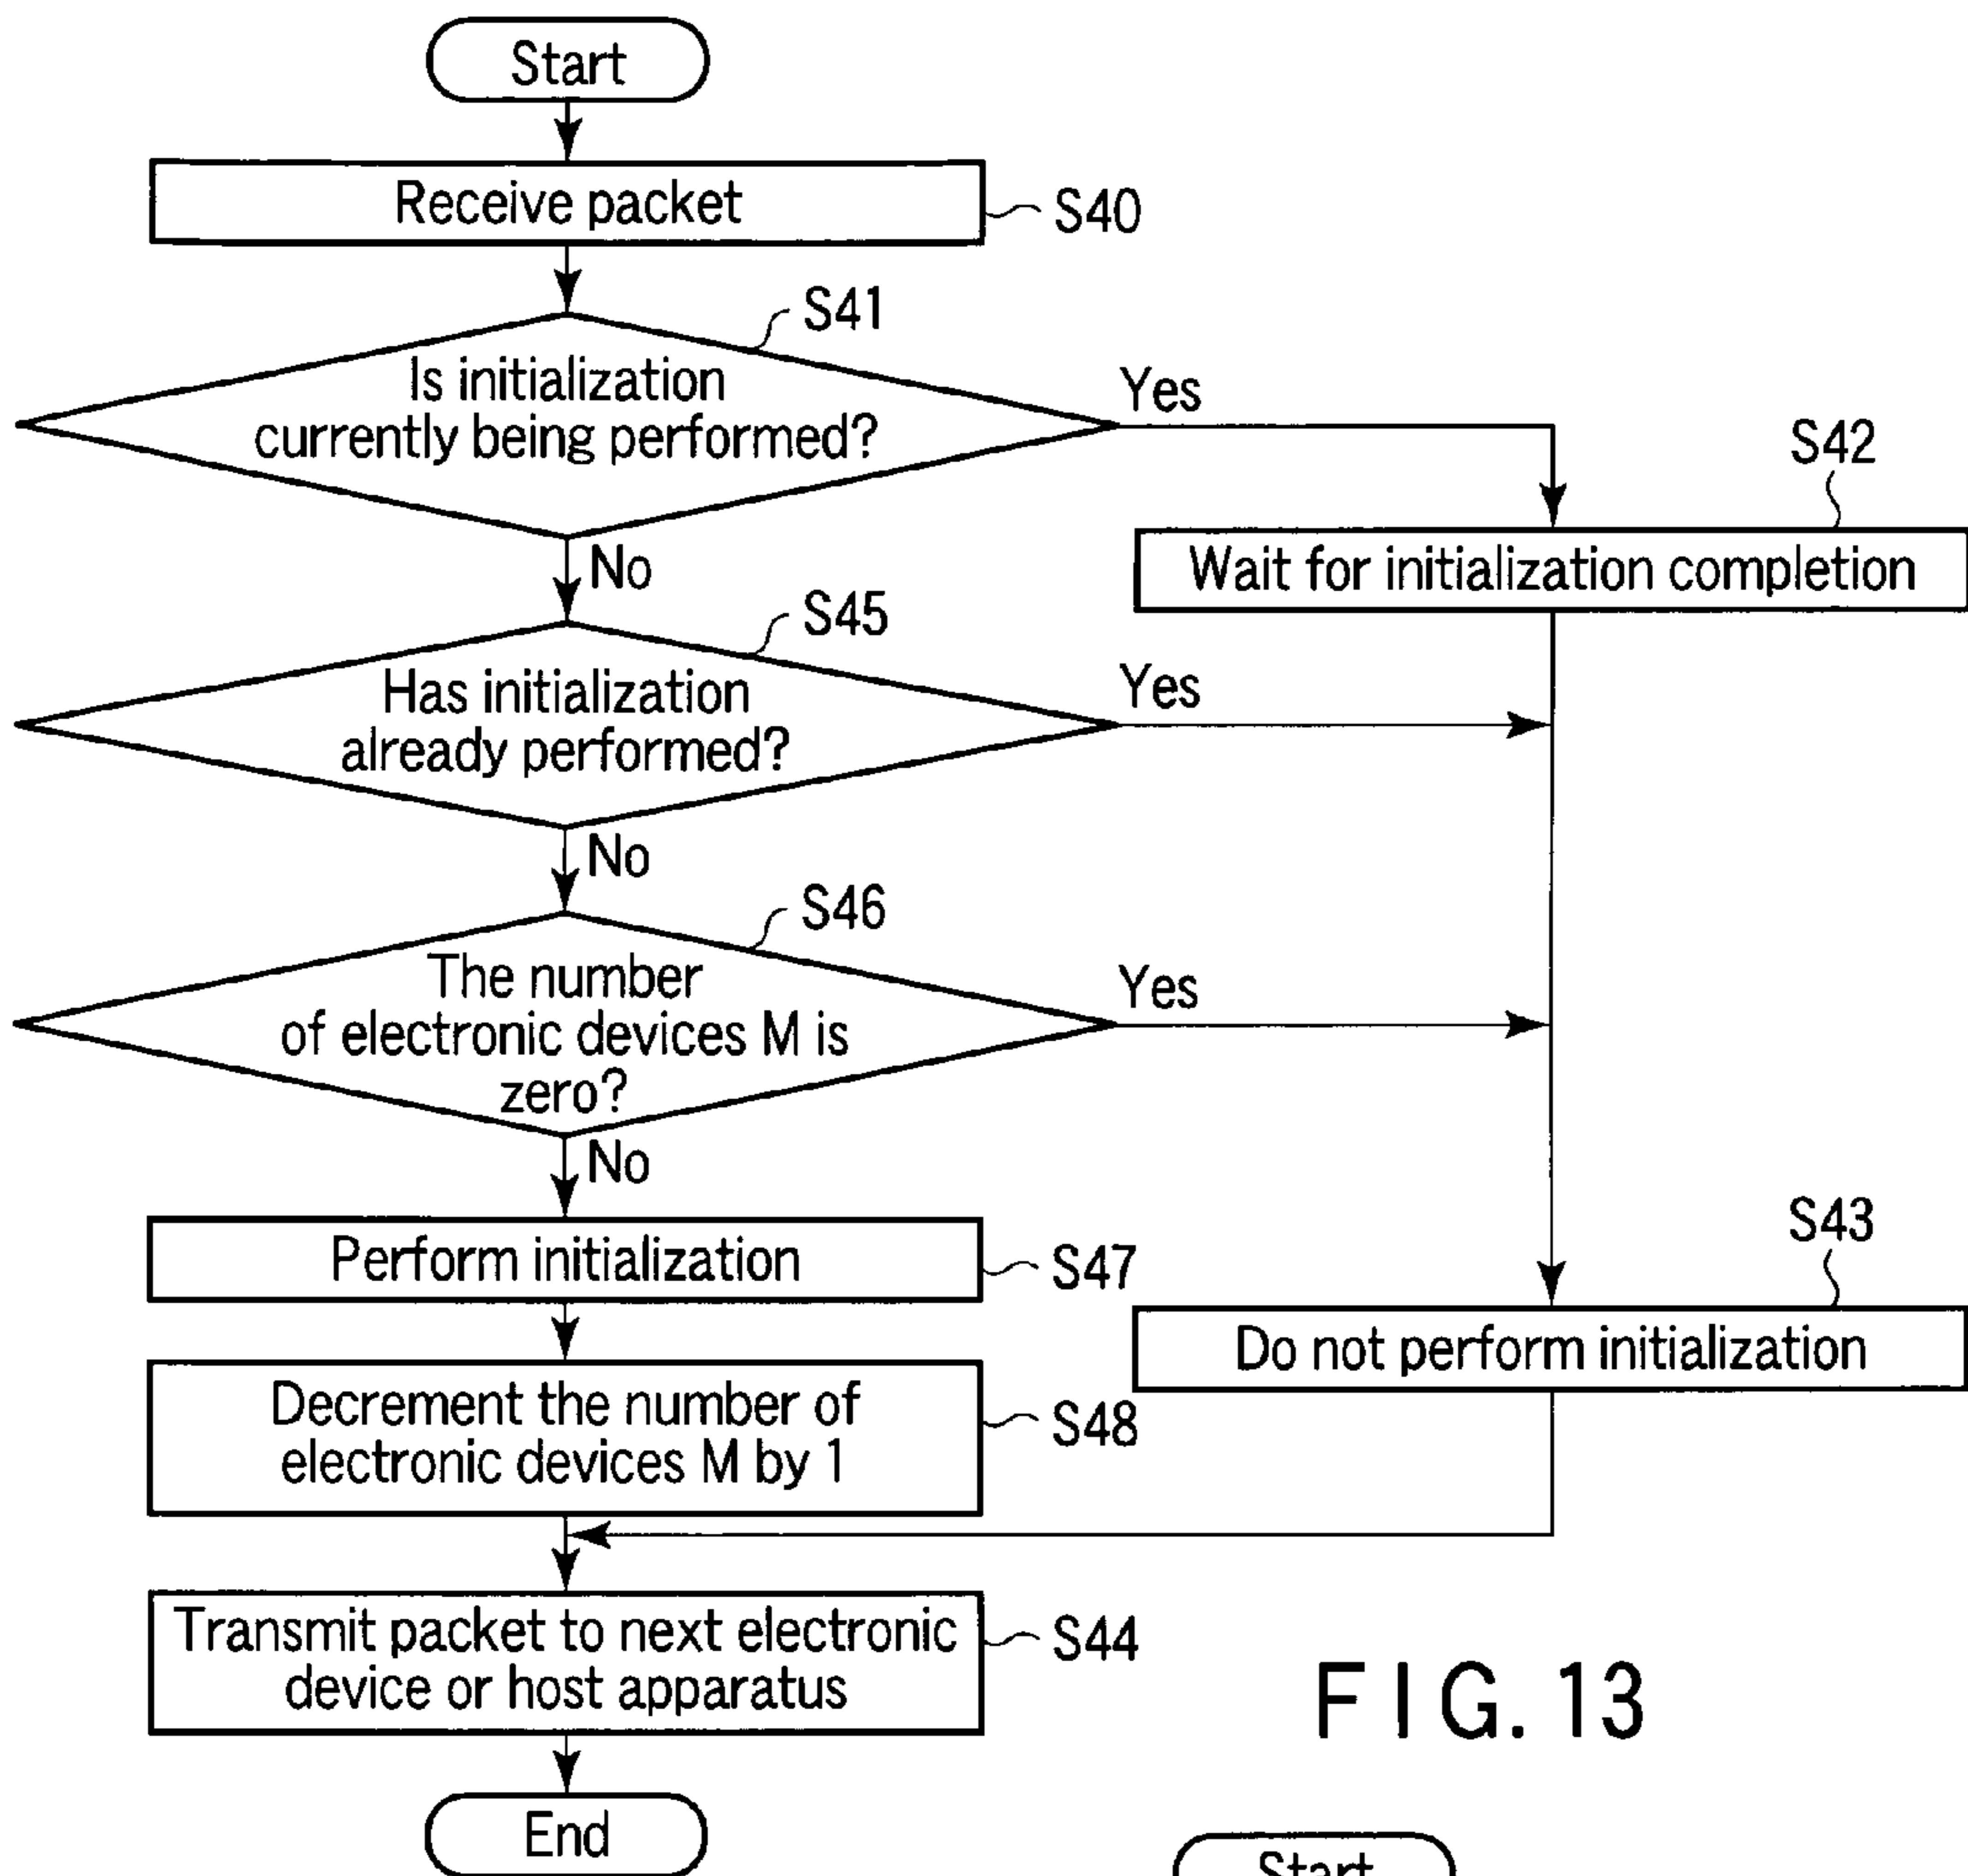 Start
Receive packet
S40
S41
Is initialization
currently being performed?
Yes
No
S42
Wait for initialization completion
S45
Has initialization
already performed?
Yes
No
S46
The number
of electronic devices M is
zero?
Yes
No
Perform initialization
S47
S43
Do not perform initialization
Decrement the number of
electronic devices M by 1
S48
Transmit packet to next electronic
device or host apparatus
S44
FIG. 13
End
Start